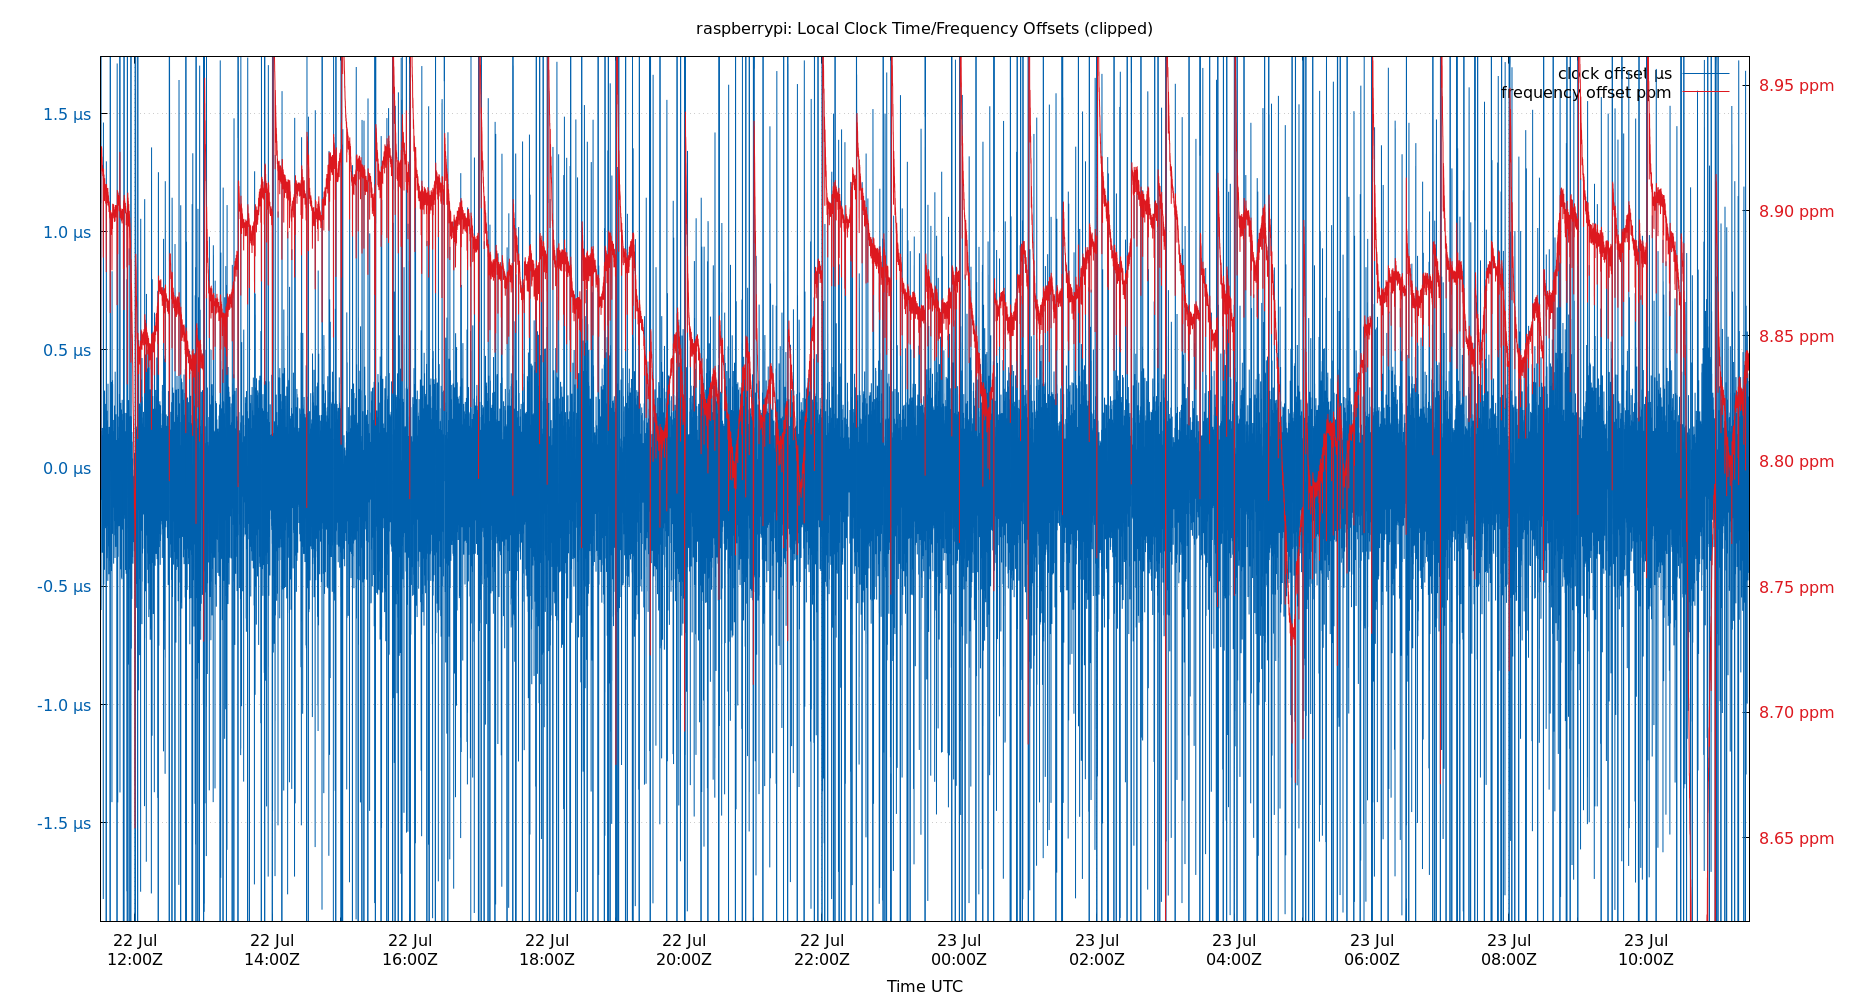 raspberrypi: Local Clock Time/Frequency Offsets (clipped)
clock offset µs
frequency offset ppm
1.5 µs
1.0 µs
0.5 µs
0.0 µs
-0.5 µs
-1.0 µs
-1.5 µs
8.95 ppm
8.90 ppm
8.85 ppm
8.80 ppm
8.75 ppm
8.70 ppm
8.65 ppm
22 Jul 22 Jul 22 Jul 22 Jul 22 Jul 22 Jul 23 Jul 23 Jul 23 Jul 23 Jul 23 Jul 23 Jul
12:00Z 14:00Z 16:00Z 18:00Z 20:00Z 22:00Z 00:00Z 02:00Z 04:00Z 06:00Z 08:00Z 10:00Z
Time UTC